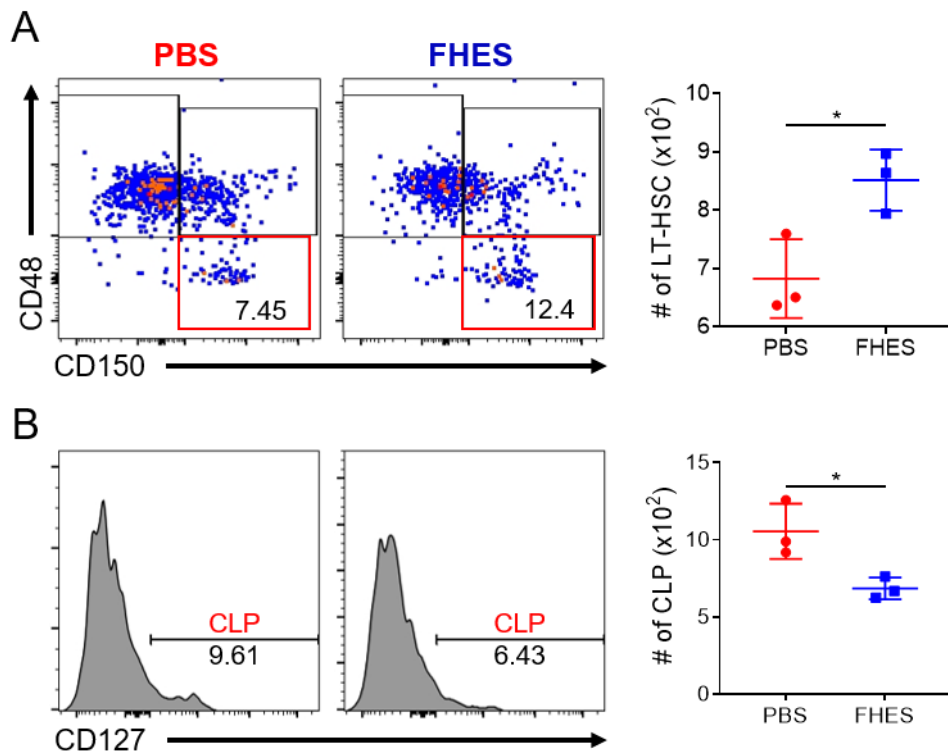 A
PBS
FHES
CD48
7.45
12.4
CD150
# of LT-HSC (x10²)
10
9
8
7
6
*
PBS
FHES
B
CLP
9.61
CLP
6.43
CD127
# of CLP (x10²)
15
10
5
0
*
PBS
FHES